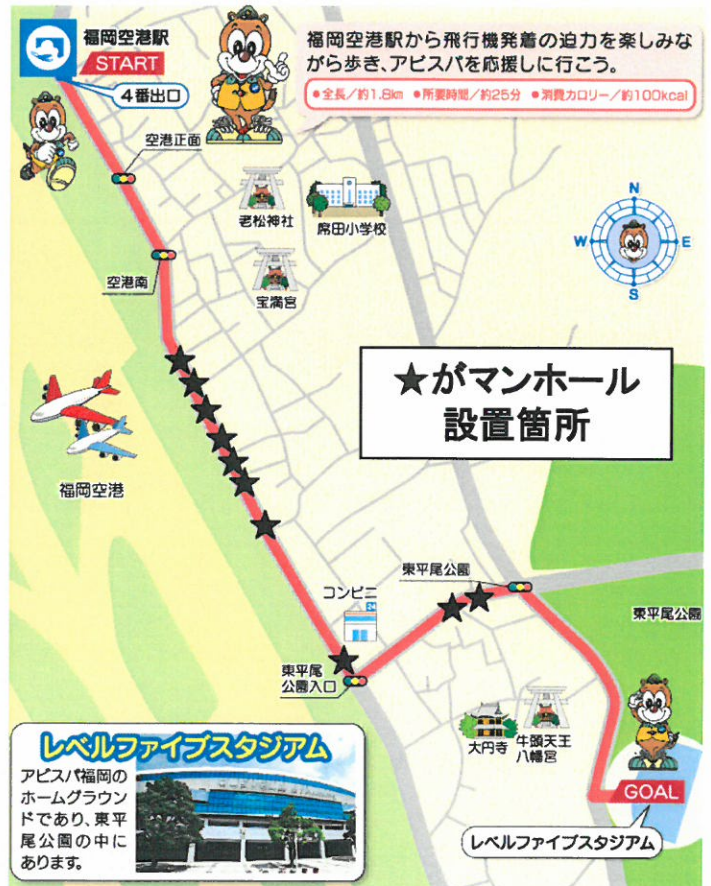 福岡空港駅
START
4番出口
福岡空港駅から飛行機発着の迫力を楽しみな
がら歩き、アビスパを応援しに行こう。
●全長／約1.8km ●所要時間／約25分 ●消費カロリー／約100kcal
空港正面
老松神社
席田小学校
N
W
E
S
空港南
宝満宮
★がマンホール
設置箇所
福岡空港
東平尾公園
コンビニ
24
東平尾公園
東平尾
公園入口
大円寺
牛頭天王
八幡宮
GOAL
レベルファイブスタジアム
レベルファイブスタジアム
アビスパ福岡の
ホームグラウン
ドであり、東平
尾公園の中に
あります。